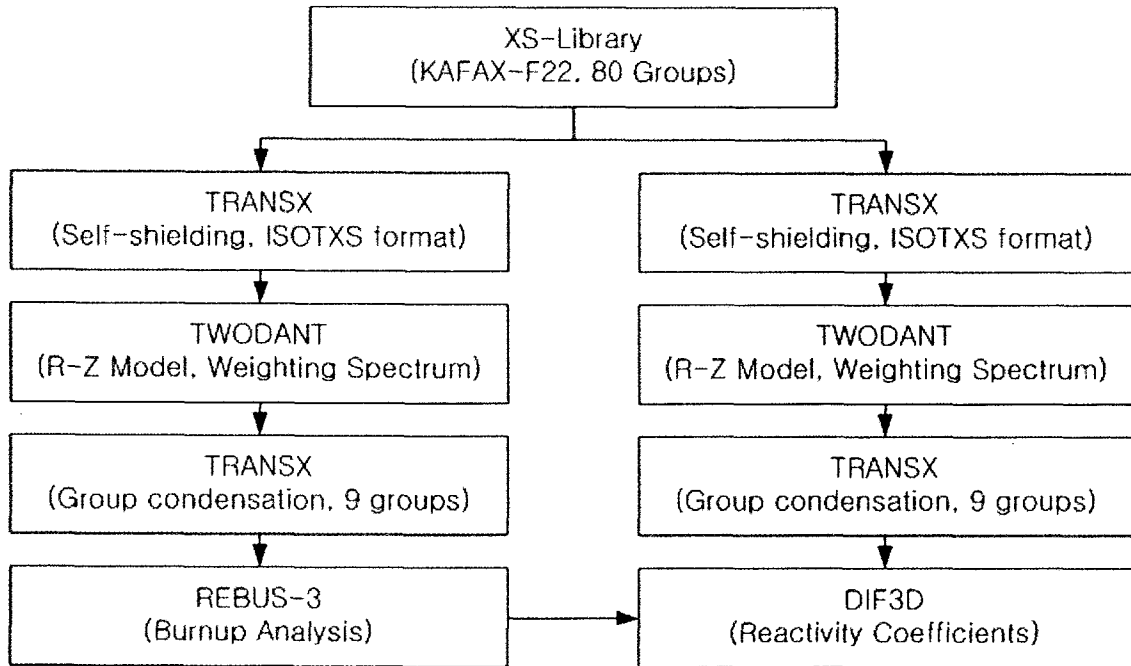 XS-Library
(KAFAX-F22. 80 Groups)
TRANSX
(Self-shielding, ISOTXS format)
TRANSX
(Self-shielding, ISOTXS format)
TWODANT
(R-Z Model, Weighting Spectrum)
TWODANT
(R-Z Model, Weighting Spectrum)
TRANSX
(Group condensation, 9 groups)
TRANSX
(Group condensation, 9 groups)
REBUS-3
(Burnup Analysis)
DIF3D
(Reactivity Coefficients)